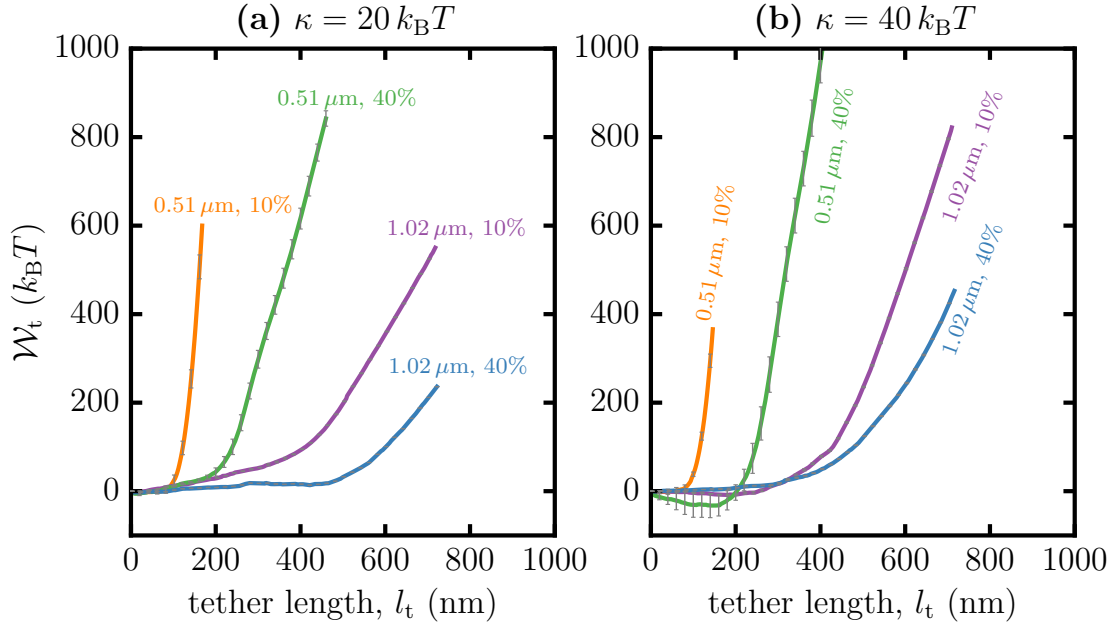 (a) κ = 20 k_B T
(b) κ = 40 k_B T
𝒲_t (k_B T)
1000
800
600
400
200
0
0.51 μm, 40%
0.51 μm, 10%
1.02 μm, 10%
1.02 μm, 40%
0 200 400 600 800 1000
tether length, l_t (nm)
1000
800
600
400
200
0
0.51 μm, 10%
0.51 μm, 40%
1.02 μm, 10%
1.02 μm, 40%
0 200 400 600 800 1000
tether length, l_t (nm)